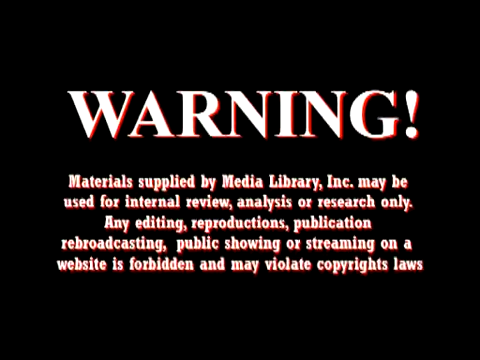 WARNING!
Materials supplied by Media Library, Inc. may be
used for internal review, analysis or research only.
Any editing, reproductions, publication
rebroadcasting, public showing or streaming on a
website is forbidden and may violate copyrights laws